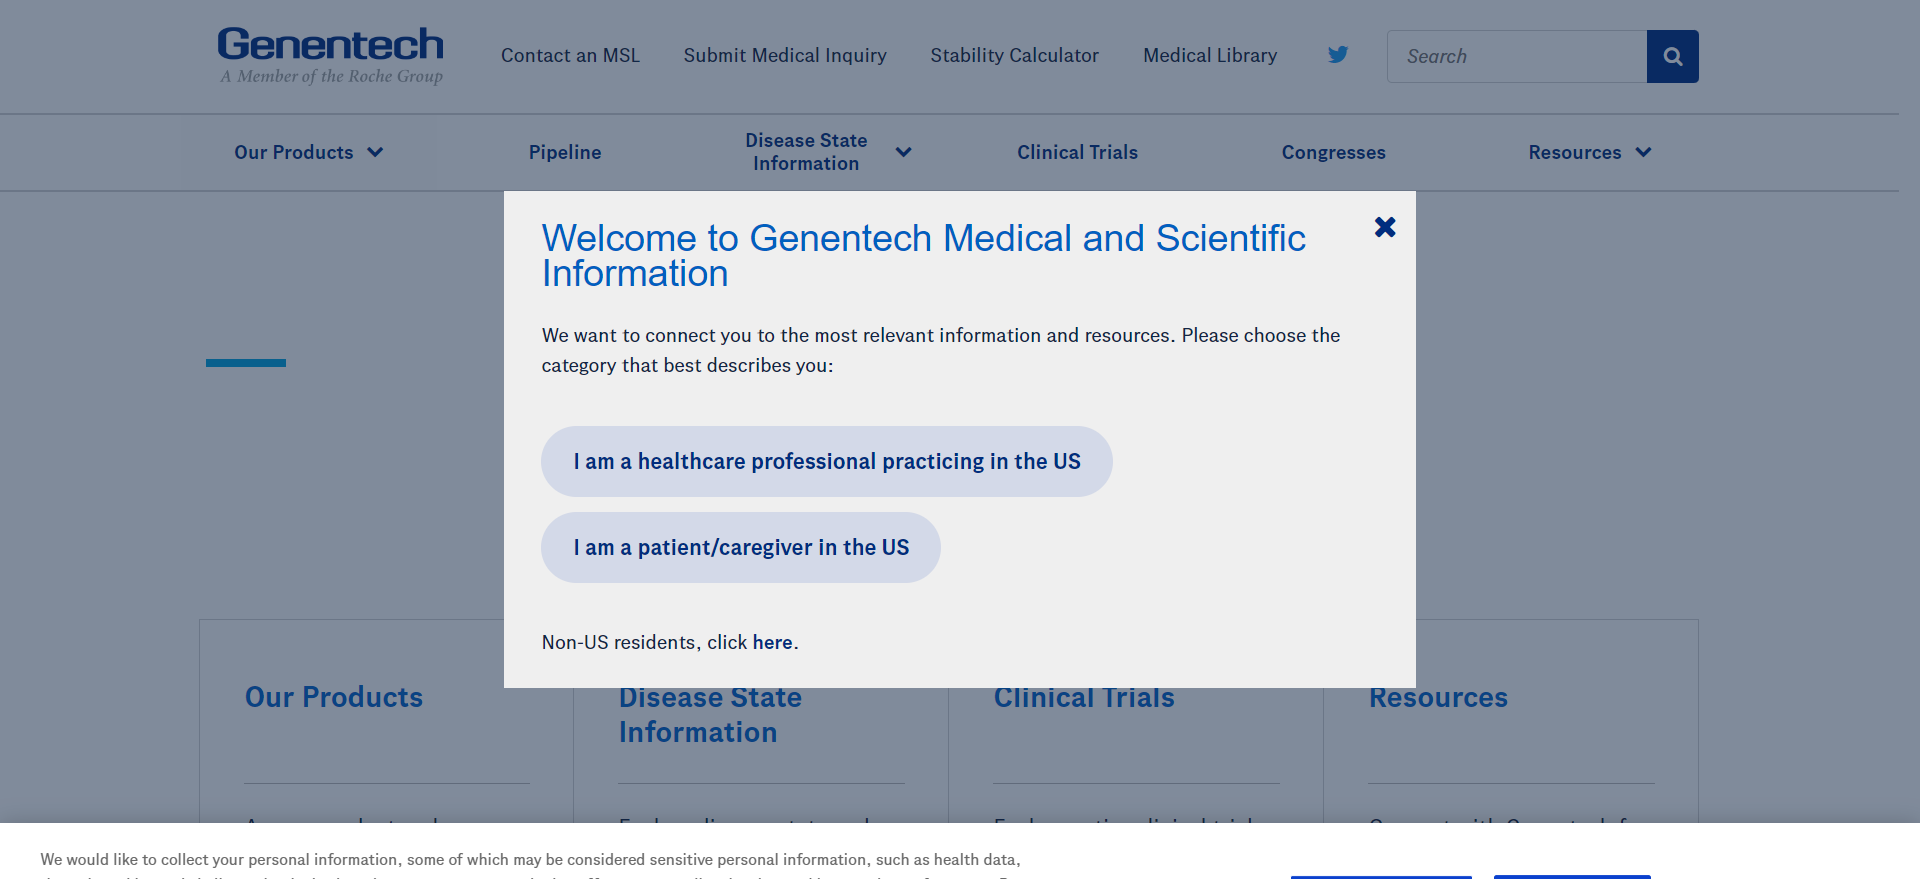 Genentech
A Member of the Roche Group
Contact an MSL
Submit Medical Inquiry
Stability Calculator
Medical Library
Search
Our Products
Pipeline
Disease State
Information
Clinical Trials
Congresses
Resources
Welcome to Genentech Medical and Scientific
Information
We want to connect you to the most relevant information and resources. Please choose the
category that best describes you:
I am a healthcare professional practicing in the US
I am a patient/caregiver in the US
Non-US residents, click here.
Our Products
Disease State
Information
Clinical Trials
Resources
We would like to collect your personal information, some of which may be considered sensitive personal information, such as health data,